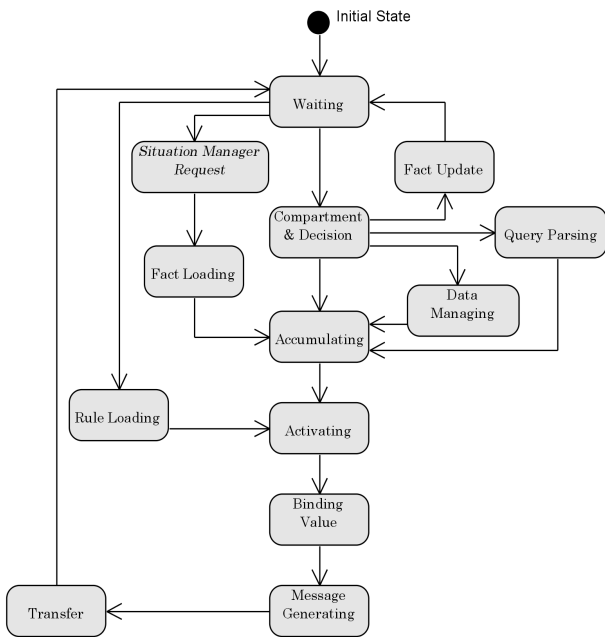 Initial State
Waiting
Situation Manager
Request
Fact Update
Compartment
& Decision
Query Parsing
Fact Loading
Data
Managing
Accumulating
Rule Loading
Activating
Binding
Value
Message
Generating
Transfer